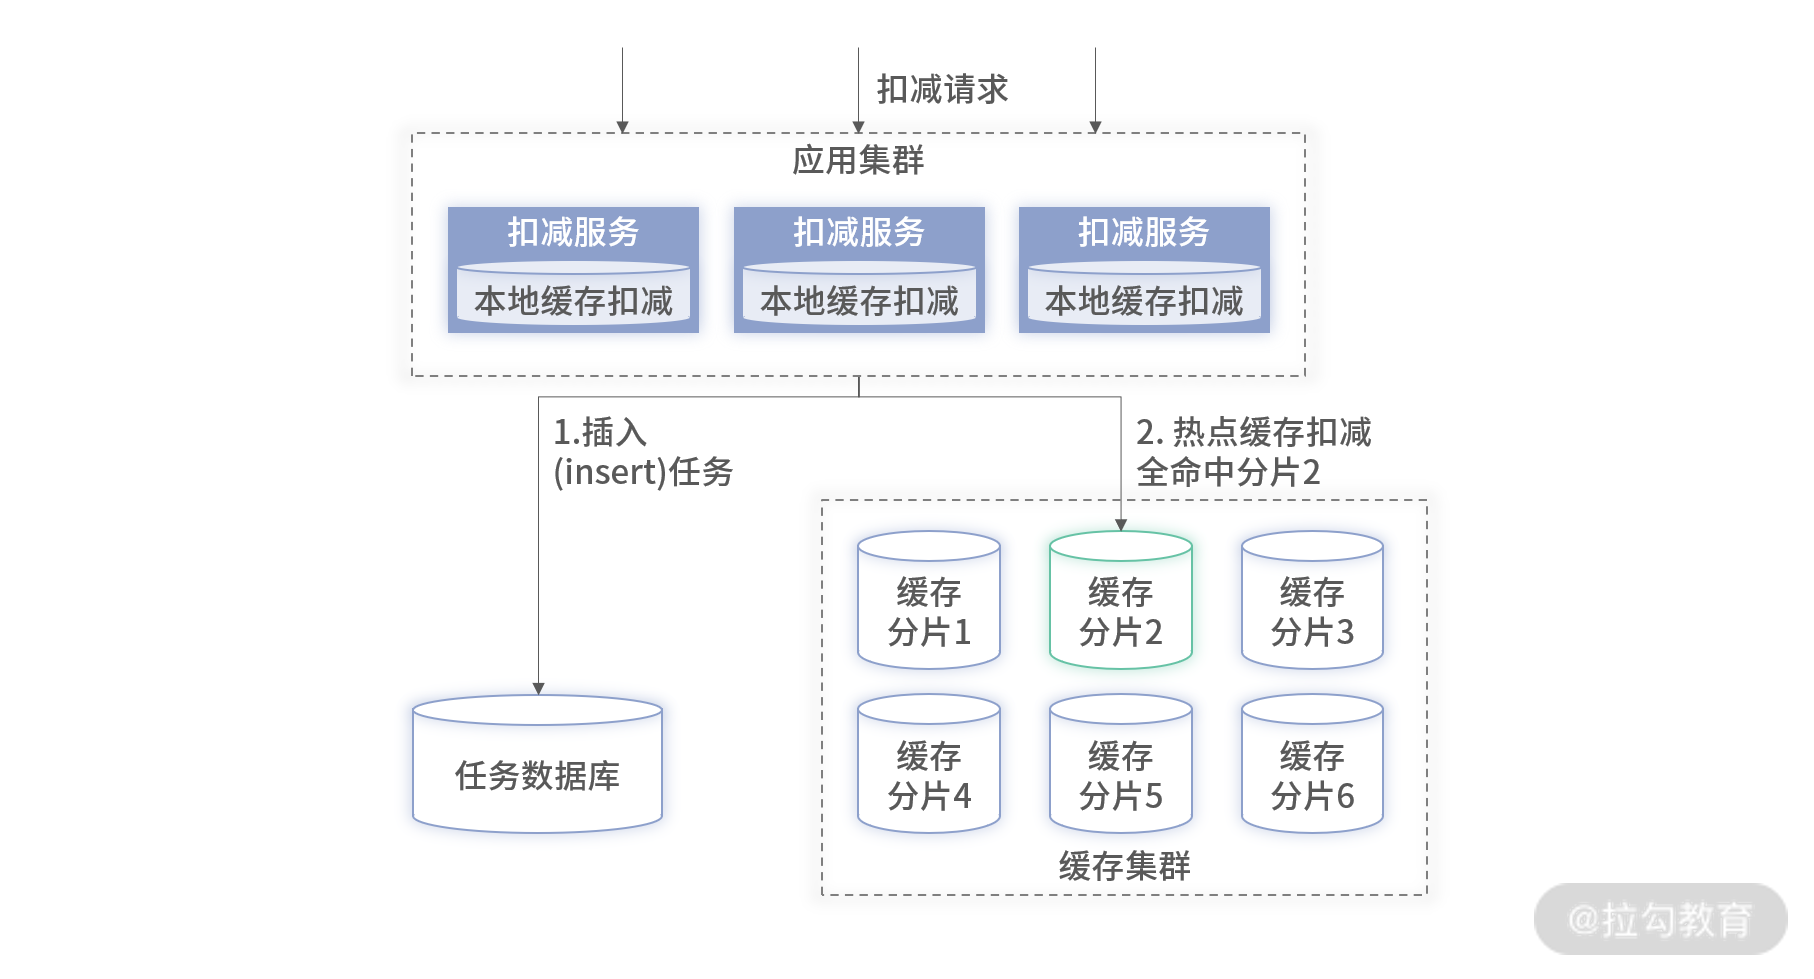 扣减请求
应用集群
扣减服务
本地缓存扣减
扣减服务
本地缓存扣减
扣减服务
本地缓存扣减
1.插入
(insert)任务
2. 热点缓存扣减
全命中分片2
缓存
分片1
缓存
分片2
缓存
分片3
缓存
分片4
缓存
分片5
缓存
分片6
任务数据库
缓存集群
@拉勾教育